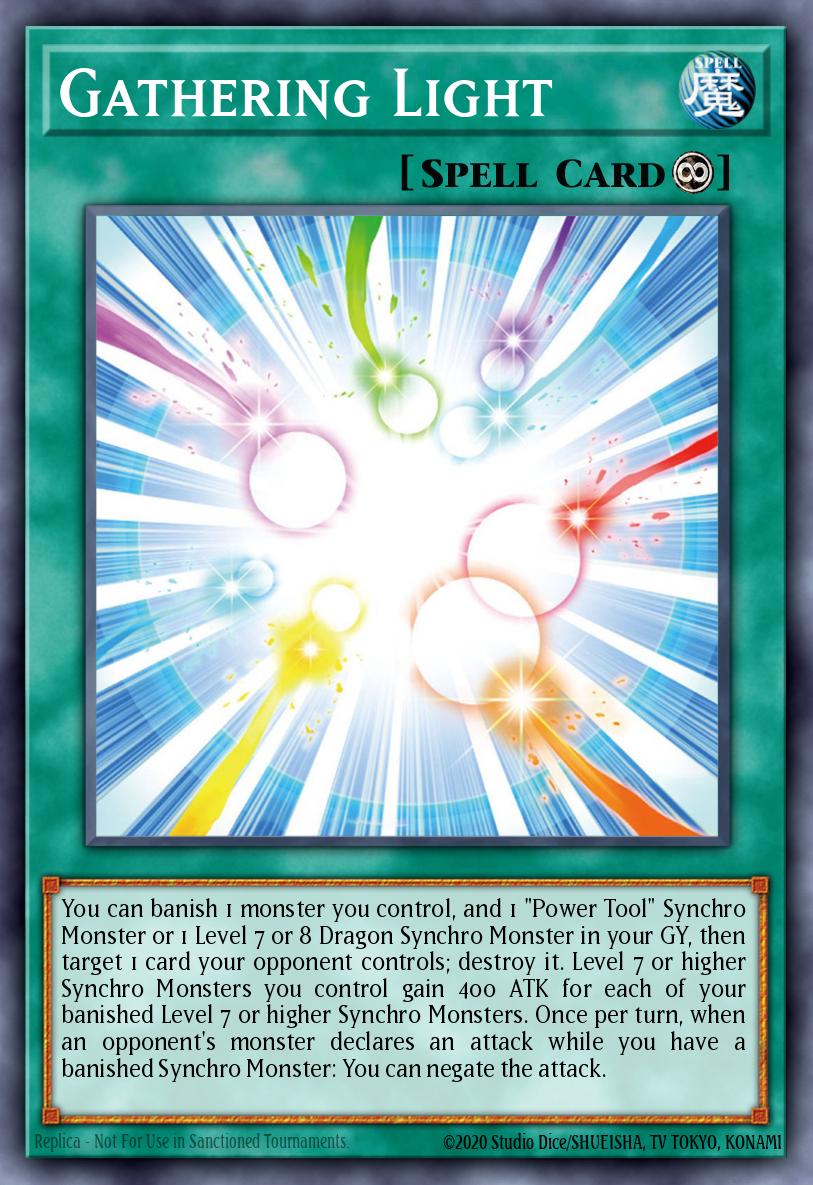 Gathering Light
SPELL
魔
[Spell Card]
You can banish 1 monster you control, and 1 "Power Tool" Synchro
Monster or 1 Level 7 or 8 Dragon Synchro Monster in your GY, then
target 1 card your opponent controls; destroy it. Level 7 or higher
Synchro Monsters you control gain 400 ATK for each of your
banished Level 7 or higher Synchro Monsters. Once per turn, when
an opponent's monster declares an attack while you have a
banished Synchro Monster: You can negate the attack.
Replica - Not For Use in Sanctioned Tournaments.
©2020 Studio Dice/SHUEISHA, TV TOKYO, KONAMI